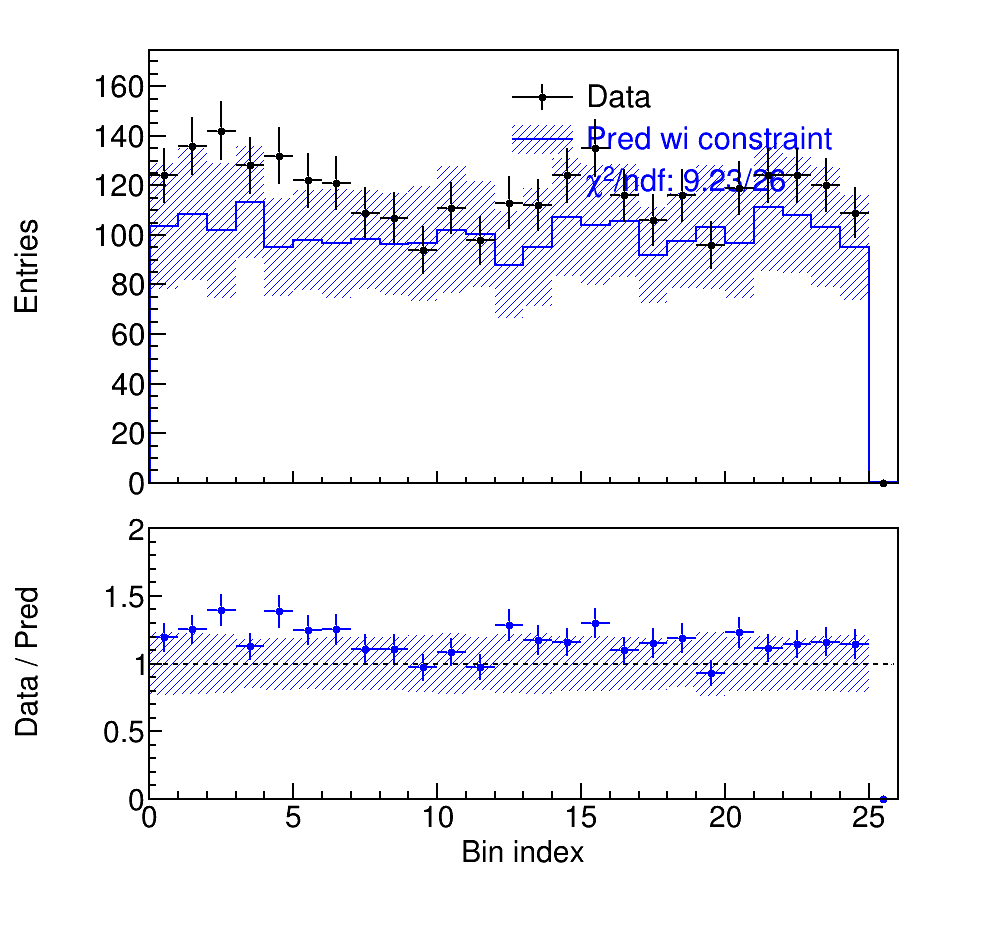 160
140
120
100
80
60
40
20
0
Entries
Data
Pred wi constraint
χ²/ndf: 9.23/26
2
1.5
1
0.5
0
Data / Pred
0 5 10 15 20 25
Bin index